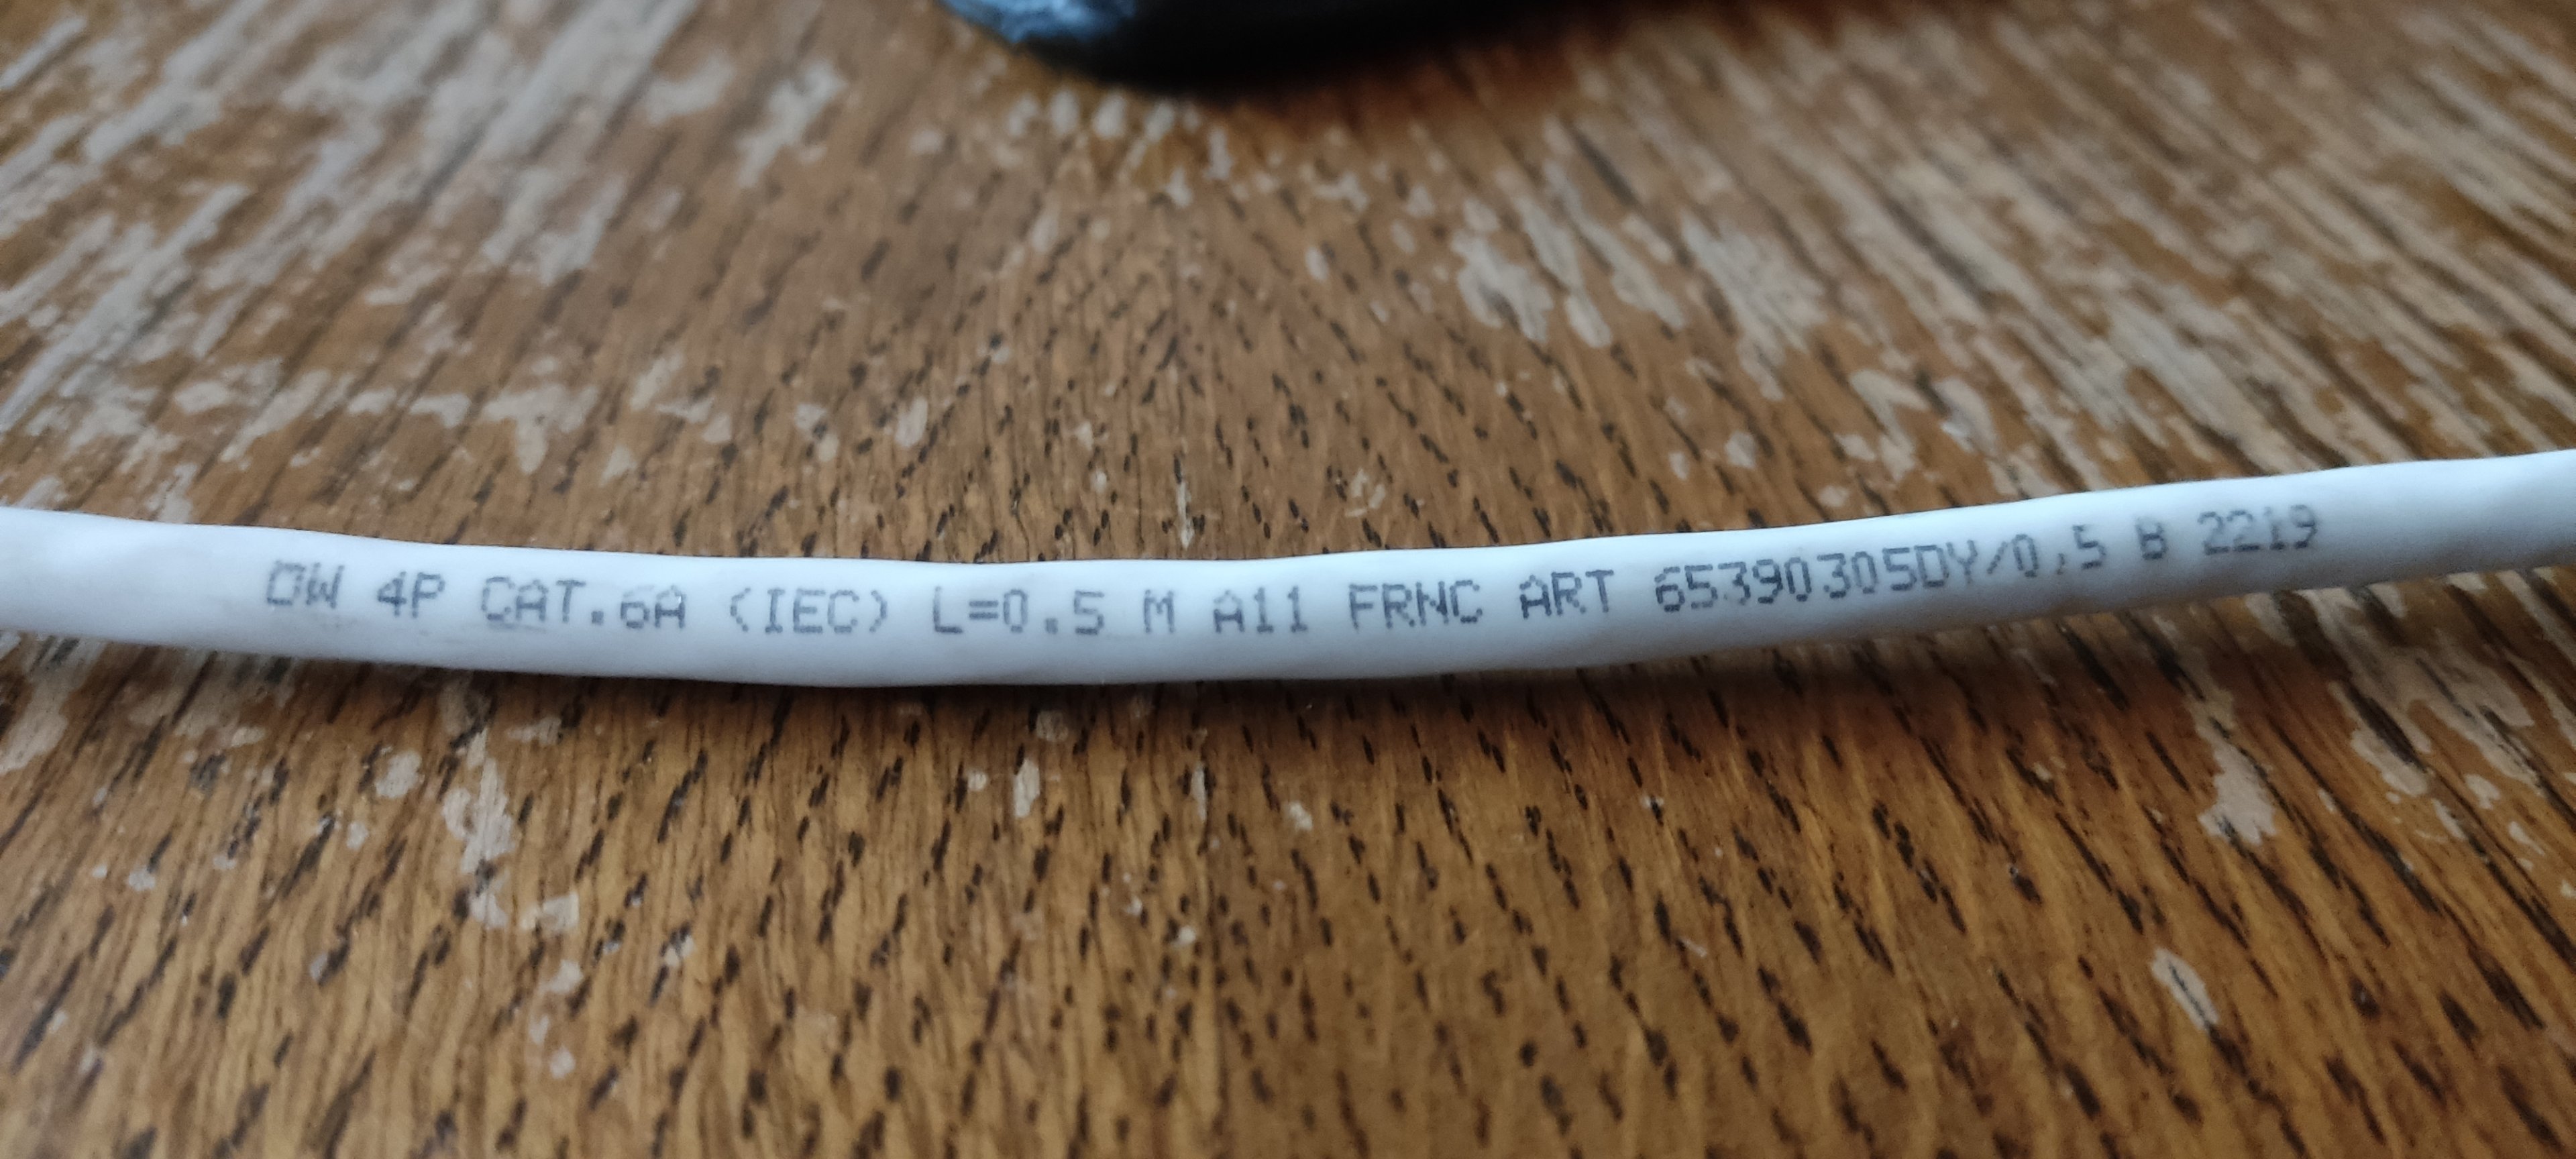 DW 4P CAT.6A (IEC) L=0.5 M A11 FRNC ART 65390305DY/0,5 B 2219